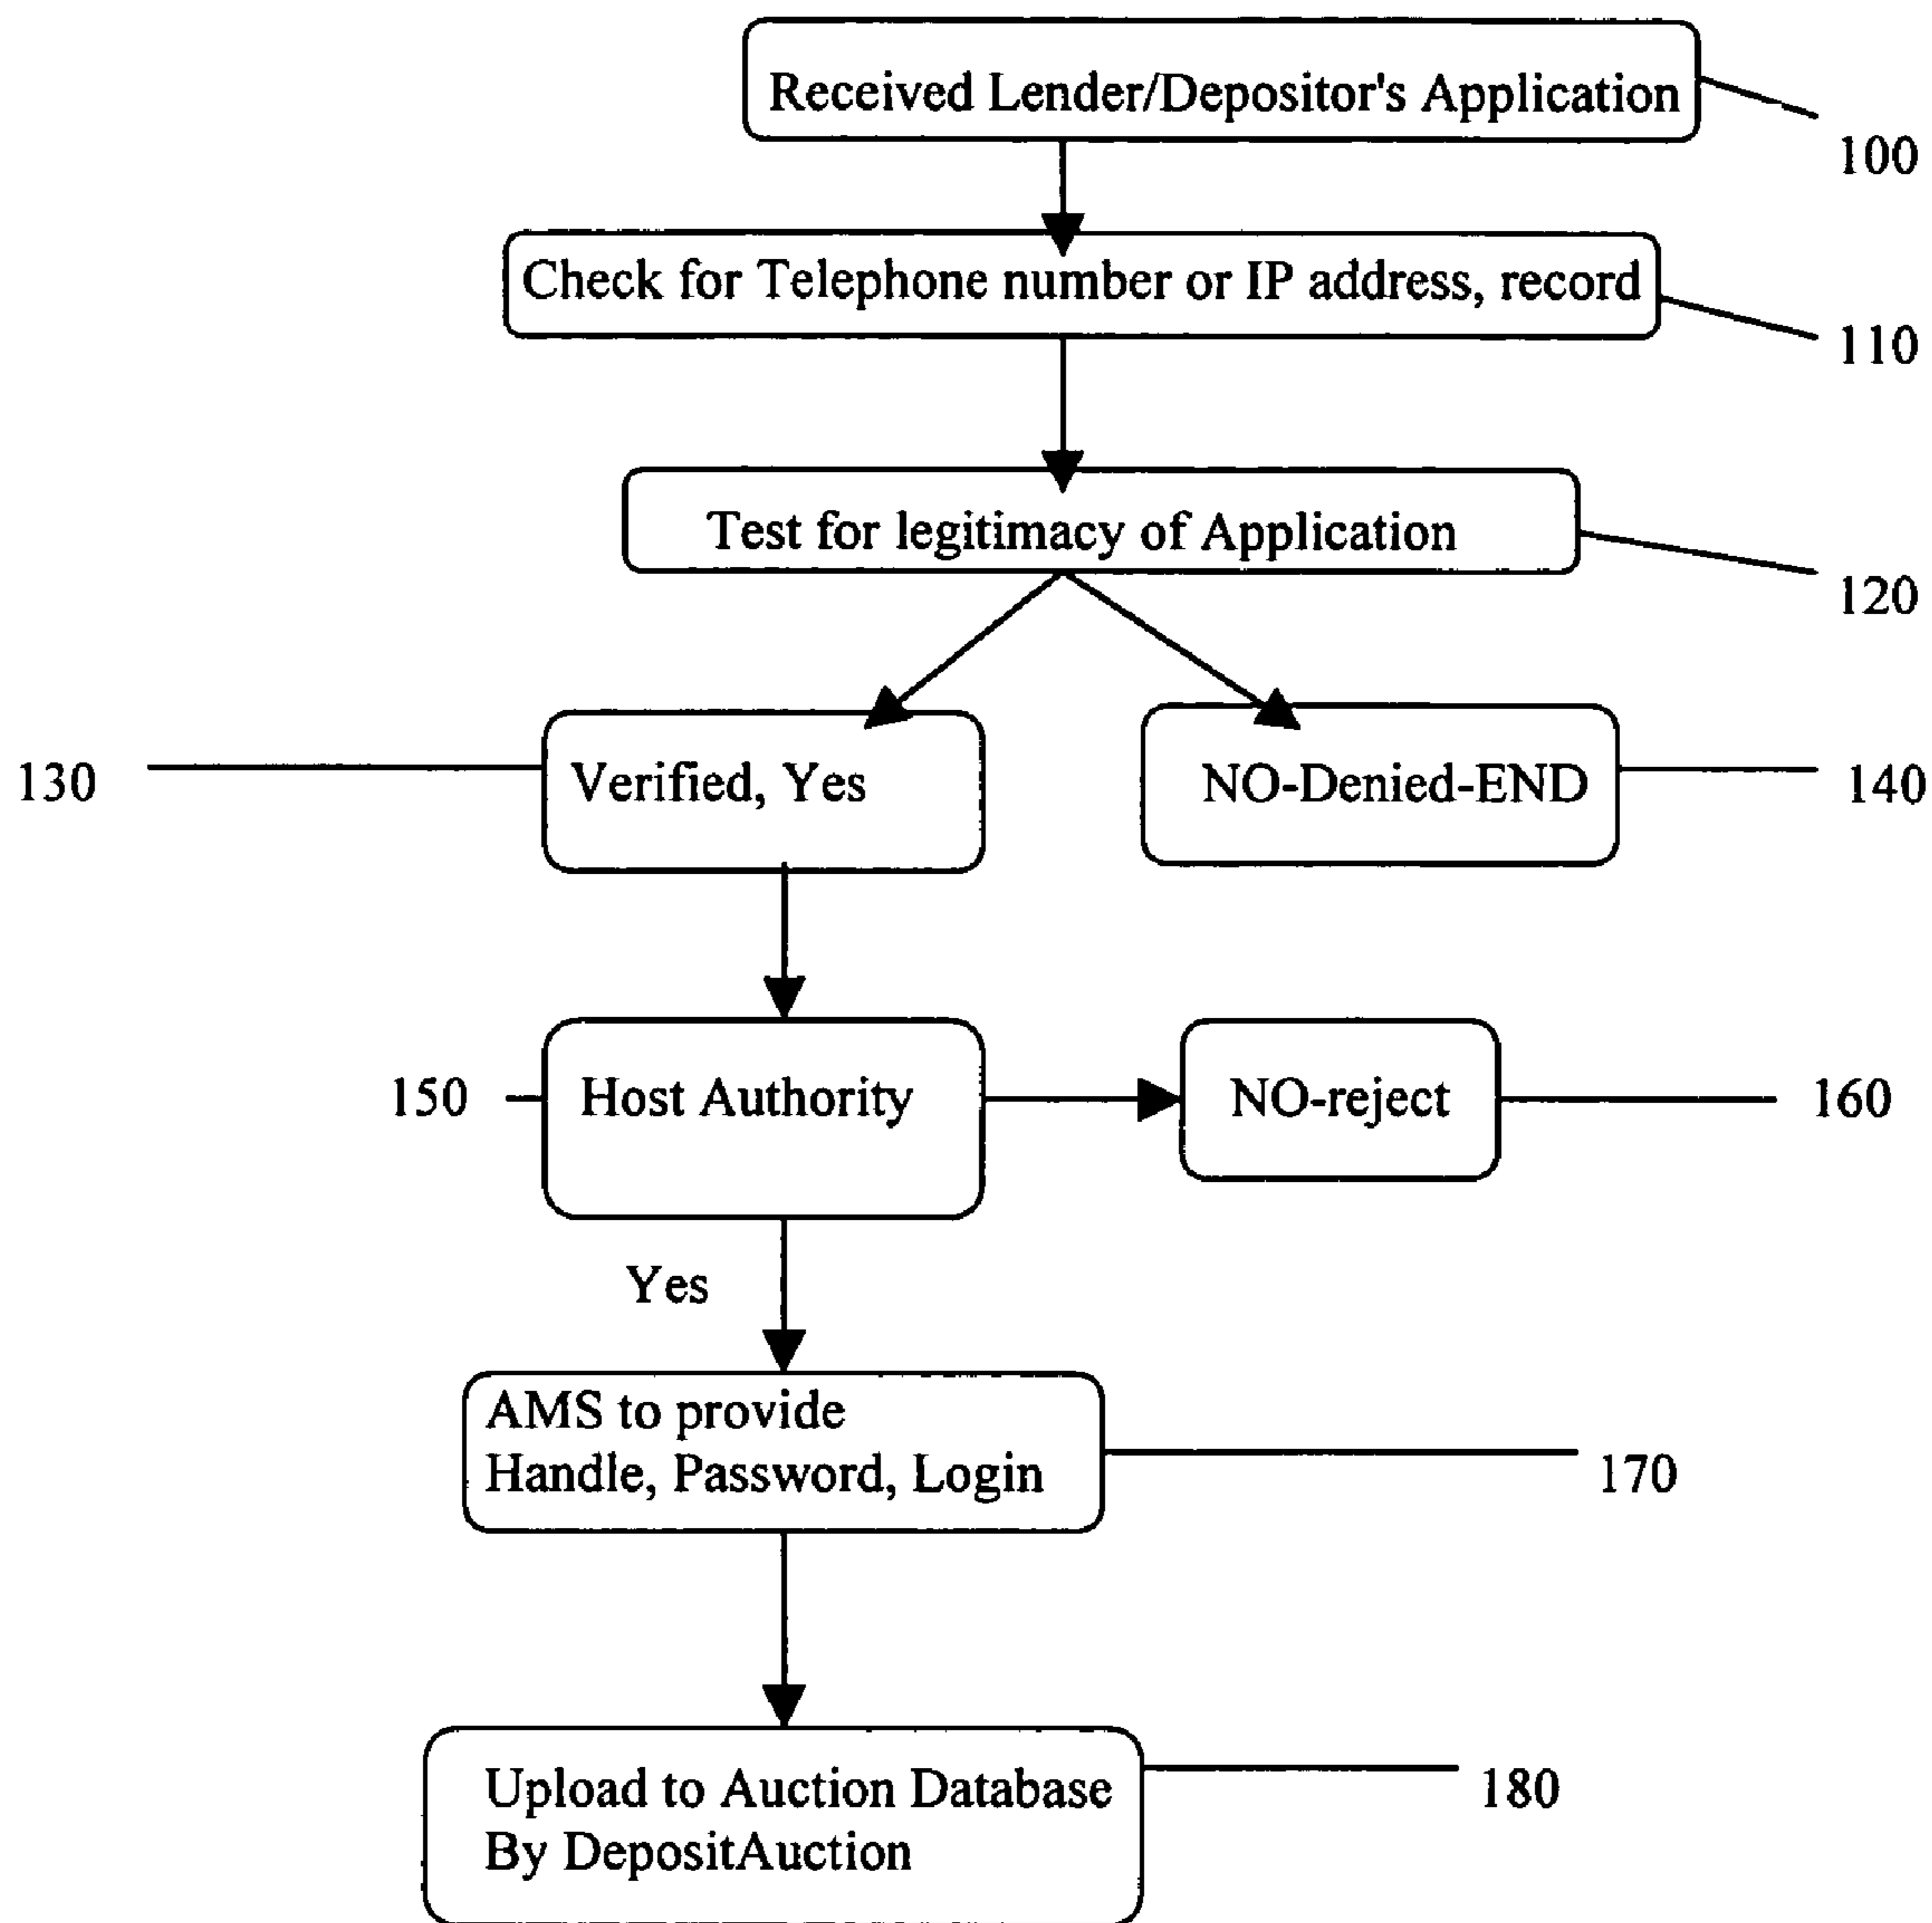 Received Lender/Depositor's Application
100
Check for Telephone number or IP address, record
110
Test for legitimacy of Application
120
130
Verified, Yes
NO-Denied-END
140
150
Host Authority
NO-reject
160
Yes
AMS to provide
Handle, Password, Login
170
Upload to Auction Database
By DepositAuction
180